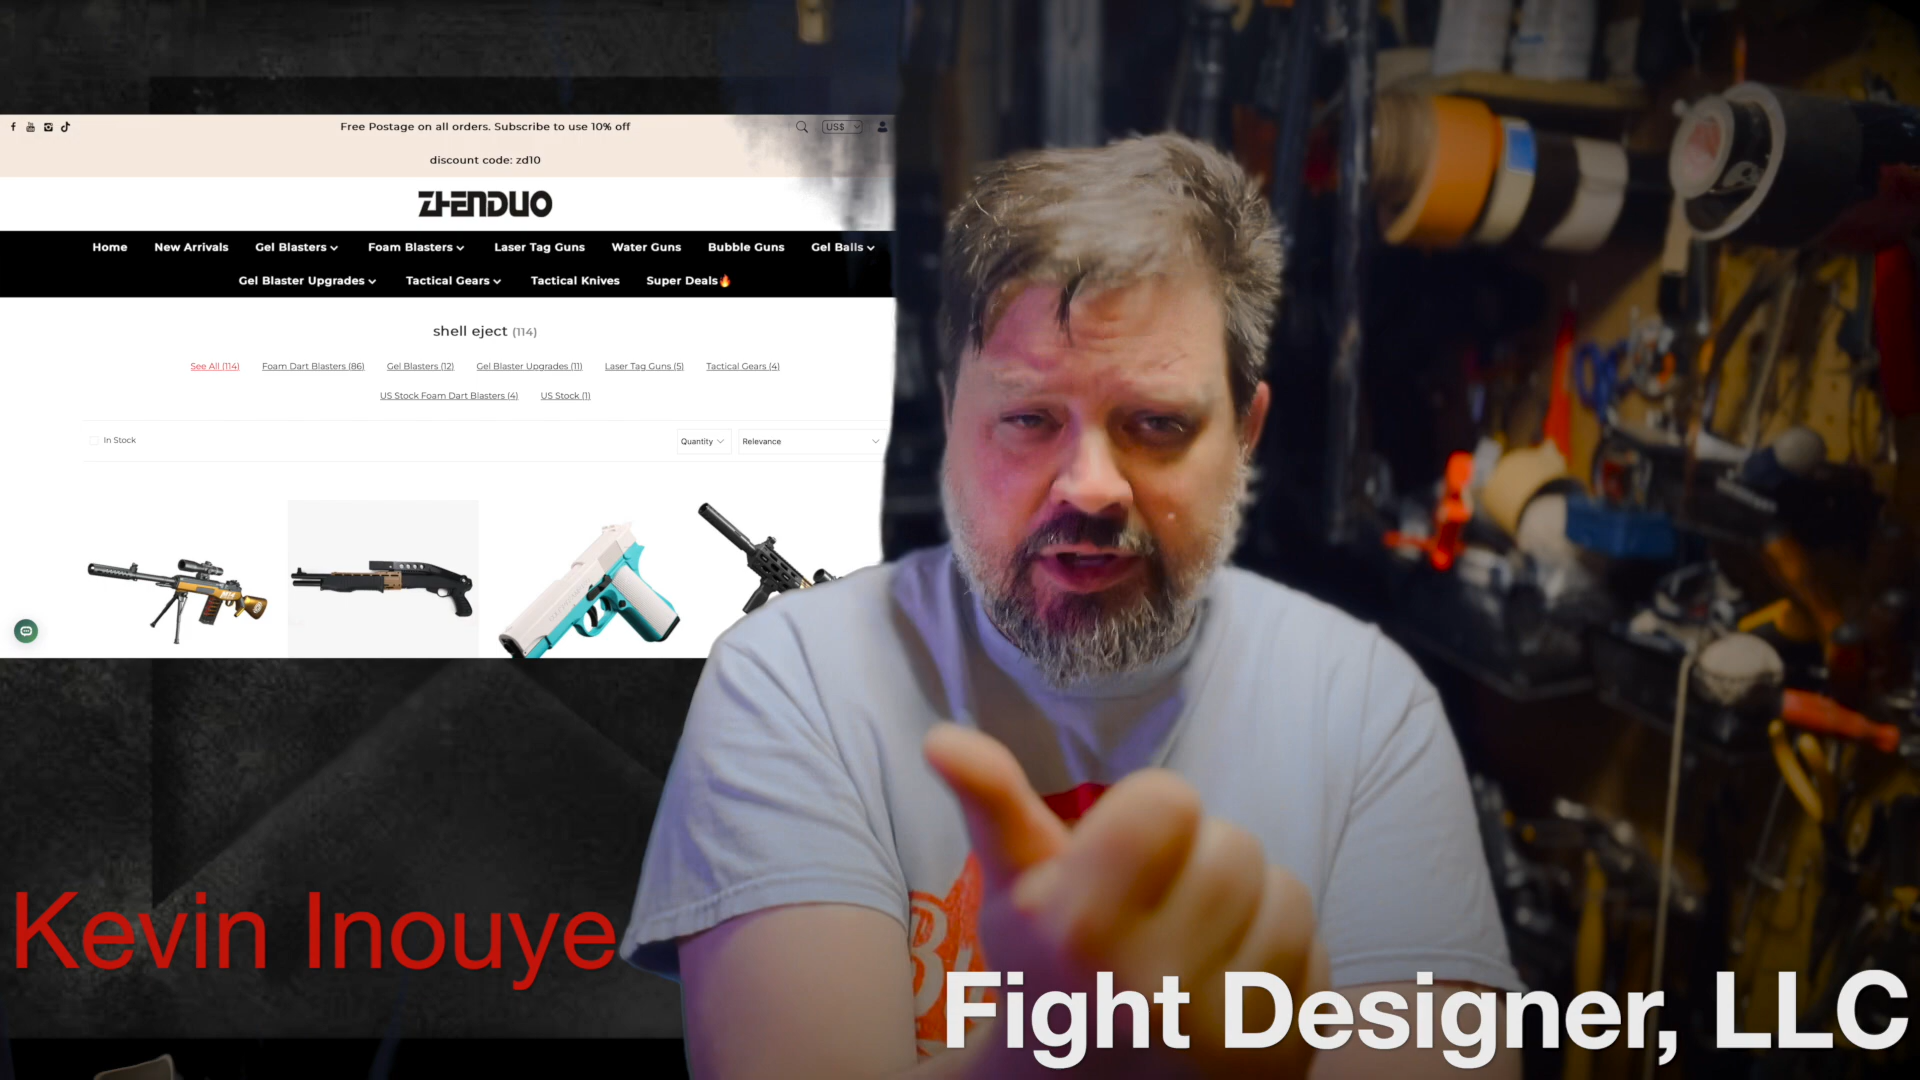 Free Postage on all orders. Subscribe to use 10% off
US$
discount code: zd10
ZHENDUO
Home New Arrivals Gel Blasters Foam Blasters Laser Tag Guns Water Guns Bubble Guns Gel Balls
Gel Blaster Upgrades Tactical Gears Tactical Knives Super Deals🔥
shell eject (114)
See All (114) Foam Dart Blasters (86) Gel Blasters (12) Gel Blaster Upgrades (11) Laser Tag Guns (5) Tactical Gears (4)
US Stock Foam Dart Blasters (4) US Stock (1)
In Stock Quantity Relevance
Kevin Inouye
Fight Designer, LLC